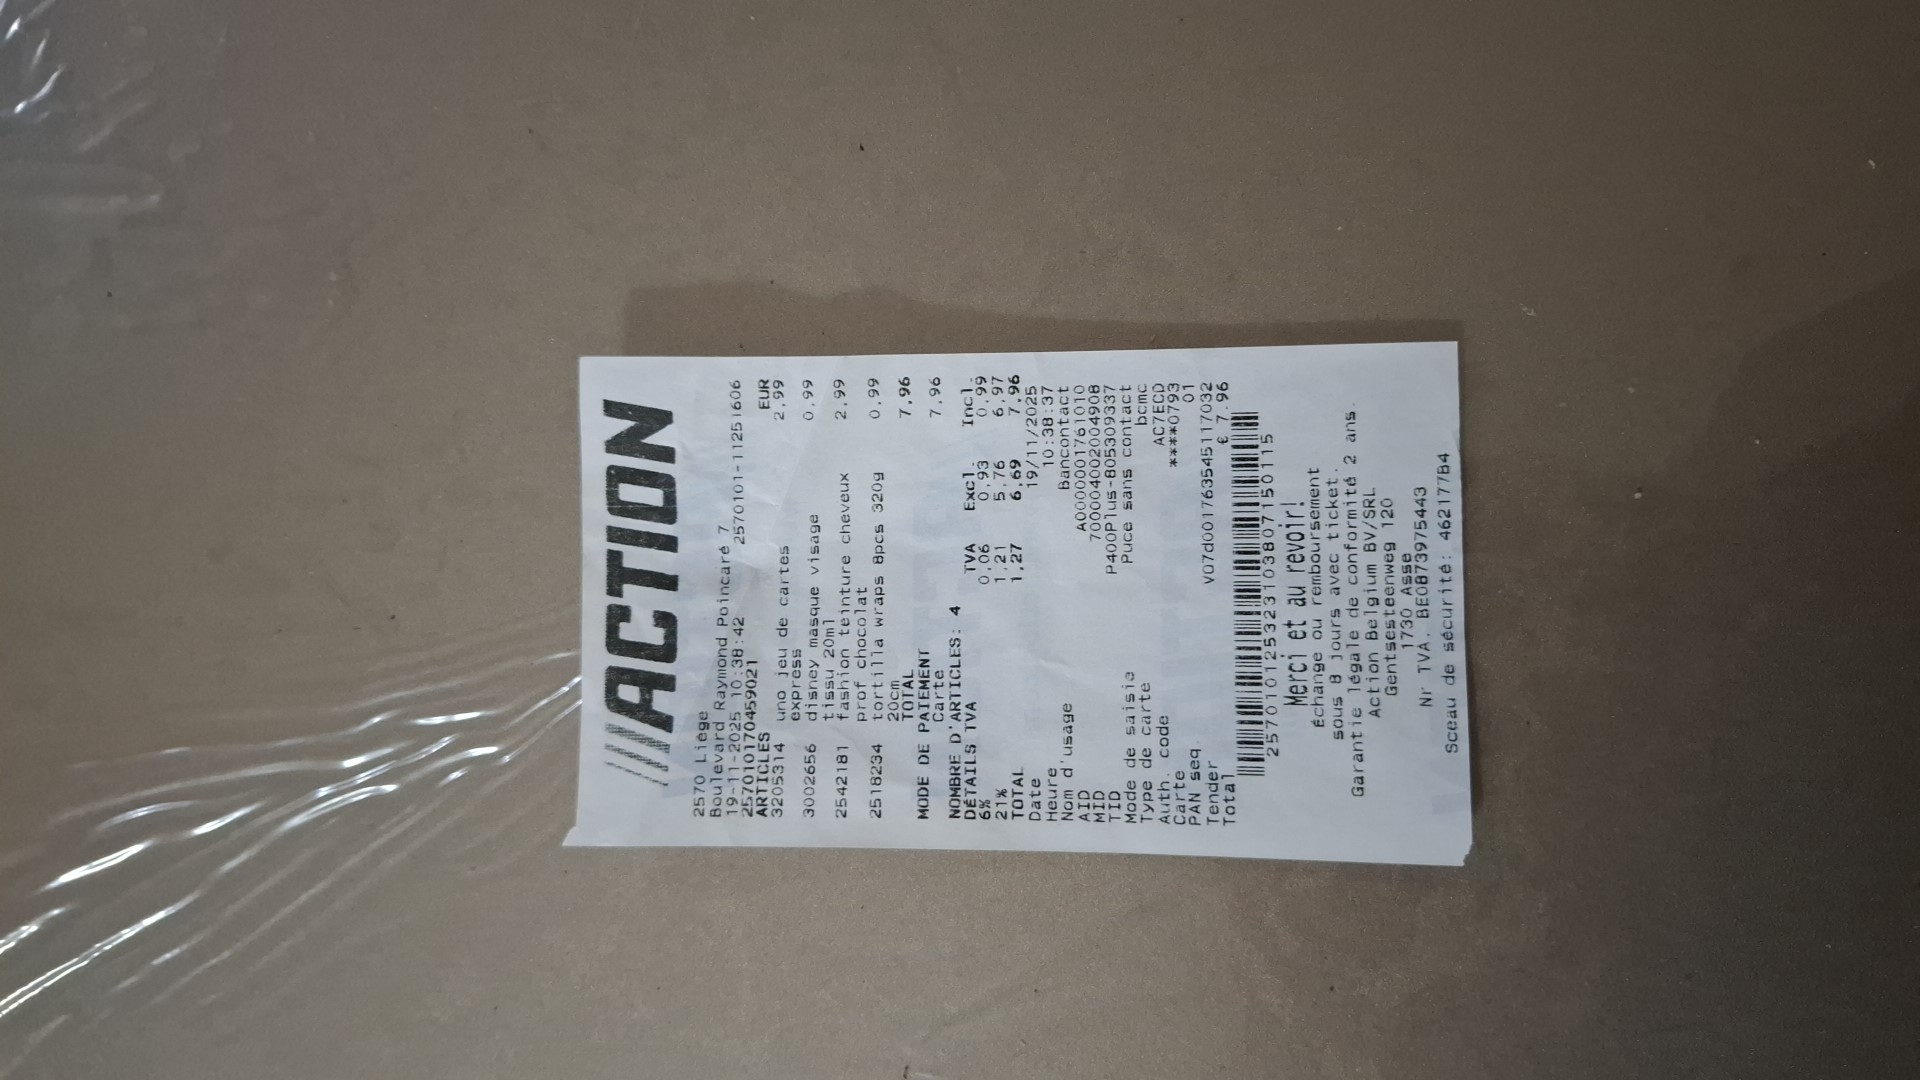 ACTION
2570 Liège
Boulevard Raymond Poincaré 7
19-11-2025 10:38:42 2570101-11251606
2570101170459021
ARTICLES EUR
3205314 uno jeu de cartes 2,99
express
3002656 disney masque visage 0,99
tissu 20ml
2542181 fashion teinture cheveux 2,99
prof chocolat
2518234 tortilla wraps 8pcs 320g 0,99
20cm
TOTAL 7,96
MODE DE PAIEMENT
Carte 7,96
NOMBRE D'ARTICLES: 4
DÉTAILS TVA TVA Excl. Incl.
6% 0,06 0,93 0,99
21% 1,21 5,76 6,97
TOTAL 1,27 6,69 7,96
Date 19/11/2025
Heure 10:38:37
Nom d'usage Bancontact
AID A0000001761010
MID 700004002004908
TID P400Plus-805309337
Mode de saisie Puce sans contact
Type de carte bcmc
Auth. code AC7ECD
Carte ****0793
PAN seq. 01
Tender V07d001763545117032
Total € 7.96
2570101253231038071501​15
Merci et au revoir!
Échange ou remboursement
sous 8 jours avec ticket.
Garantie légale de conformité 2 ans.
Action Belgium BV/SRL
Gentsesteenweg 120
1730 Asse
Nr TVA. BE0873975443
Sceau de sécurité: 46217784